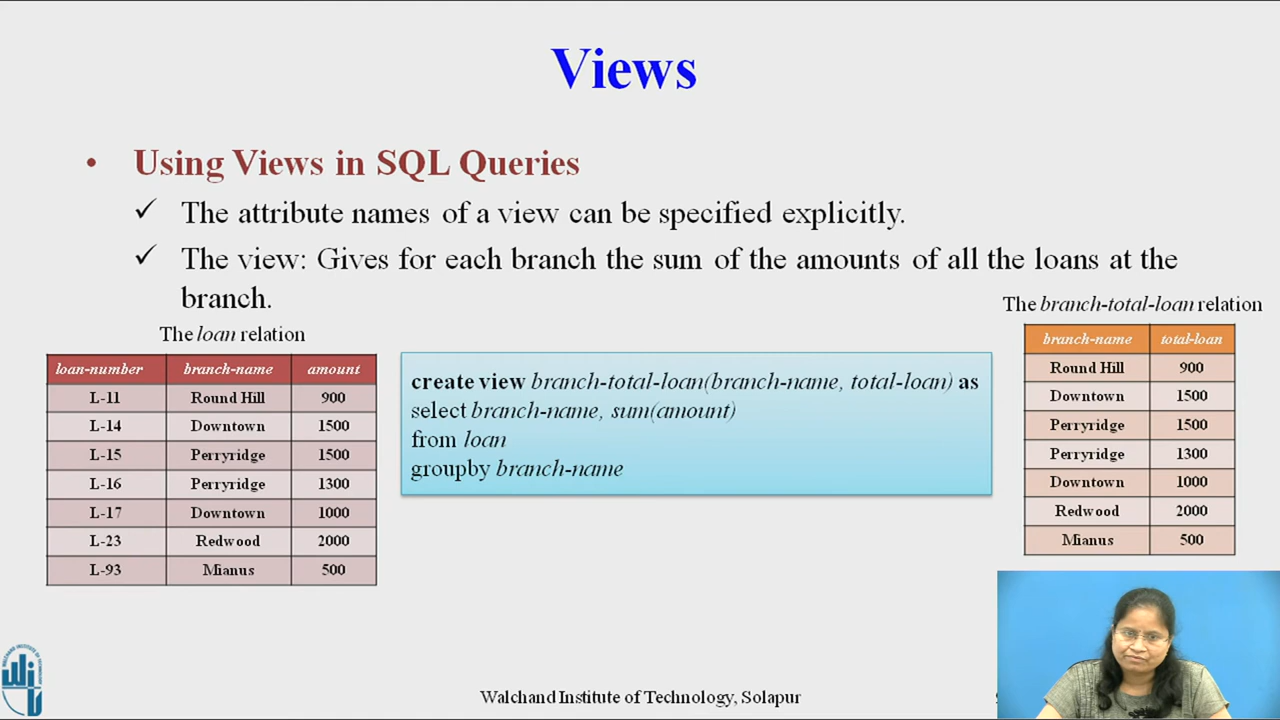 Views
• Using Views in SQL Queries
✓ The attribute names of a view can be specified explicitly.
✓ The view: Gives for each branch the sum of the amounts of all the loans at the
branch.
The loan relation
loan-number branch-name amount
L-11 Round Hill 900
L-14 Downtown 1500
L-15 Perryridge 1500
L-16 Perryridge 1300
L-17 Downtown 1000
L-23 Redwood 2000
L-93 Mianus 500
create view branch-total-loan(branch-name, total-loan) as
select branch-name, sum(amount)
from loan
groupby branch-name
The branch-total-loan relation
branch-name total-loan
Round Hill 900
Downtown 1500
Perryridge 1500
Perryridge 1300
Downtown 1000
Redwood 2000
Mianus 500
Walchand Institute of Technology, Solapur